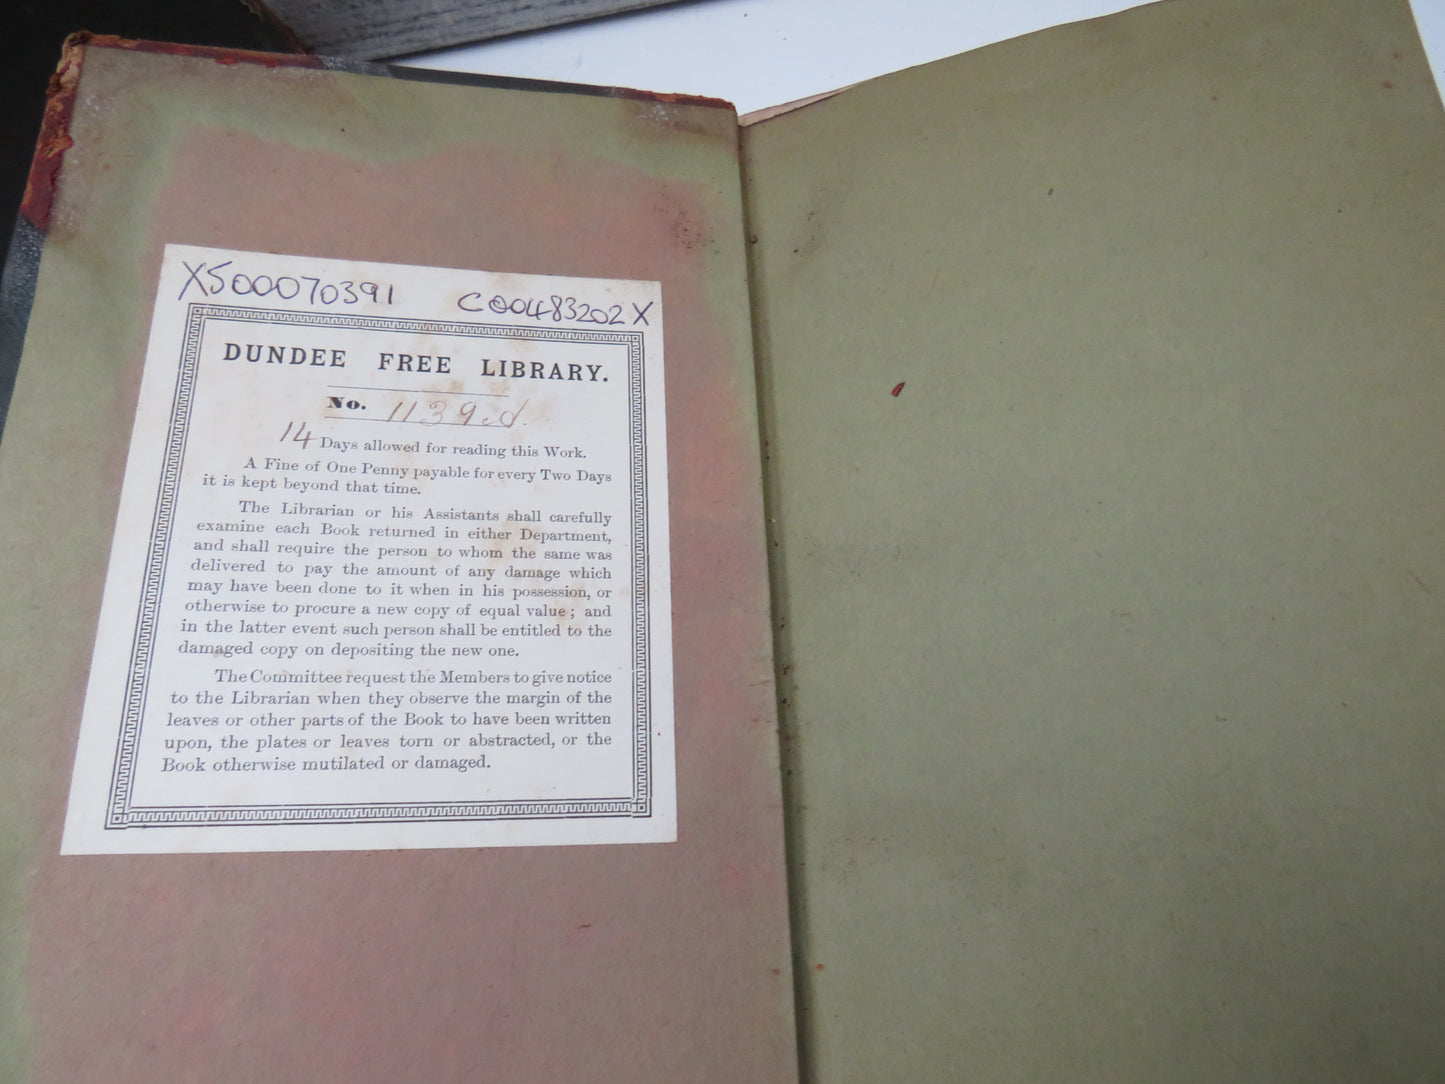 X500070391 C00483202X
DUNDEE FREE LIBRARY.
No. 1139.d.
14 Days allowed for reading this Work.
A Fine of One Penny payable for every Two Days
it is kept beyond that time.
The Librarian or his Assistants shall carefully
examine each Book returned in either Department,
and shall require the person to whom the same was
delivered to pay the amount of any damage which
may have been done to it when in his possession, or
otherwise to procure a new copy of equal value; and
in the latter event such person shall be entitled to the
damaged copy on depositing the new one.
The Committee request the Members to give notice
to the Librarian when they observe the margin of the
leaves or other parts of the Book to have been written
upon, the plates or leaves torn or abstracted, or the
Book otherwise mutilated or damaged.